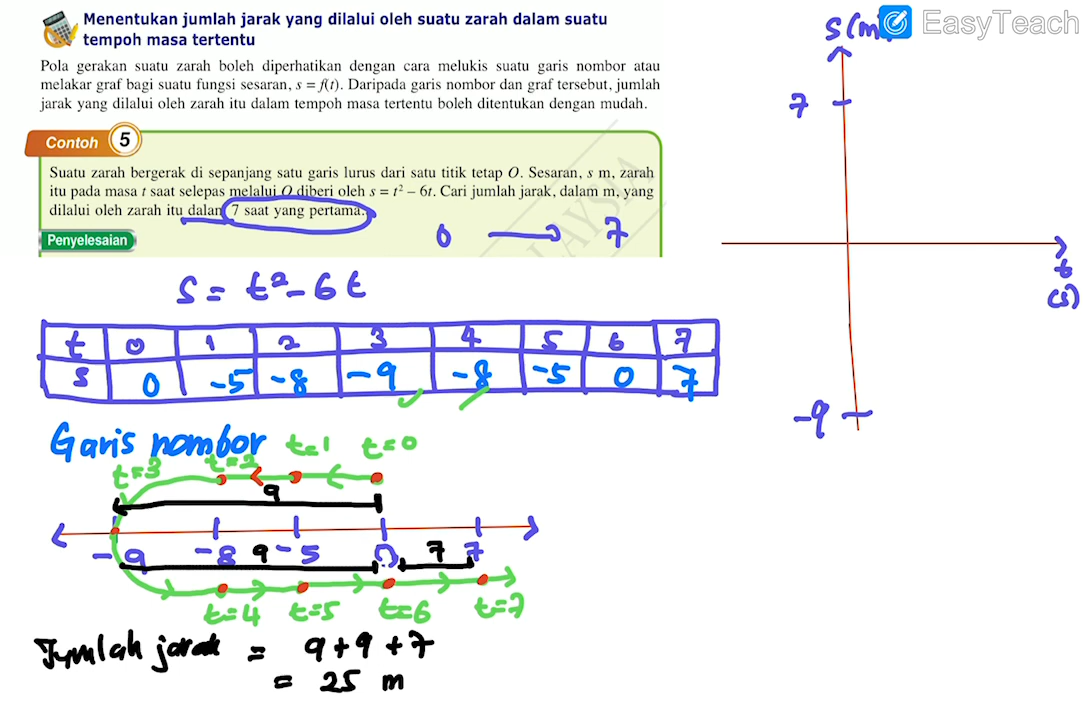 Menentukan jumlah jarak yang dilalui oleh suatu zarah dalam suatu
tempoh masa tertentu
Pola gerakan suatu zarah boleh diperhatikan dengan cara melukis suatu garis nombor atau
melakar graf bagi suatu fungsi sesaran, s = f(t). Daripada garis nombor dan graf tersebut, jumlah
jarak yang dilalui oleh zarah itu dalam tempoh masa tertentu boleh ditentukan dengan mudah.
Contoh 5
Suatu zarah bergerak di sepanjang satu garis lurus dari satu titik tetap O. Sesaran, s m, zarah
itu pada masa t saat selepas melalui O diberi oleh s = t² – 6t. Cari jumlah jarak, dalam m, yang
dilalui oleh zarah itu dalam 7 saat yang pertama.
Penyelesaian
0 → 7
s = t² – 6t
t 0 1 2 3 4 5 6 7
s 0 -5 -8 -9 -8 -5 0 7
Garis nombor
t=3 t=2 t=1 t=0
9
-9 -8 -5 0 7
9 7
t=4 t=5 t=6 t=7
Jumlah jarak = 9+9+7
= 25 m
EasyTeach
s(m)
7
t
(s)
-9